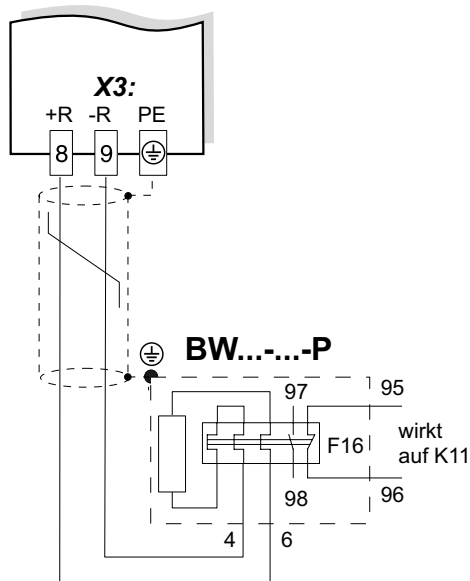 X3:
+R -R PE
8 9
BW...-...-P
97 95
F16
wirkt
auf K11
98 96
4 6